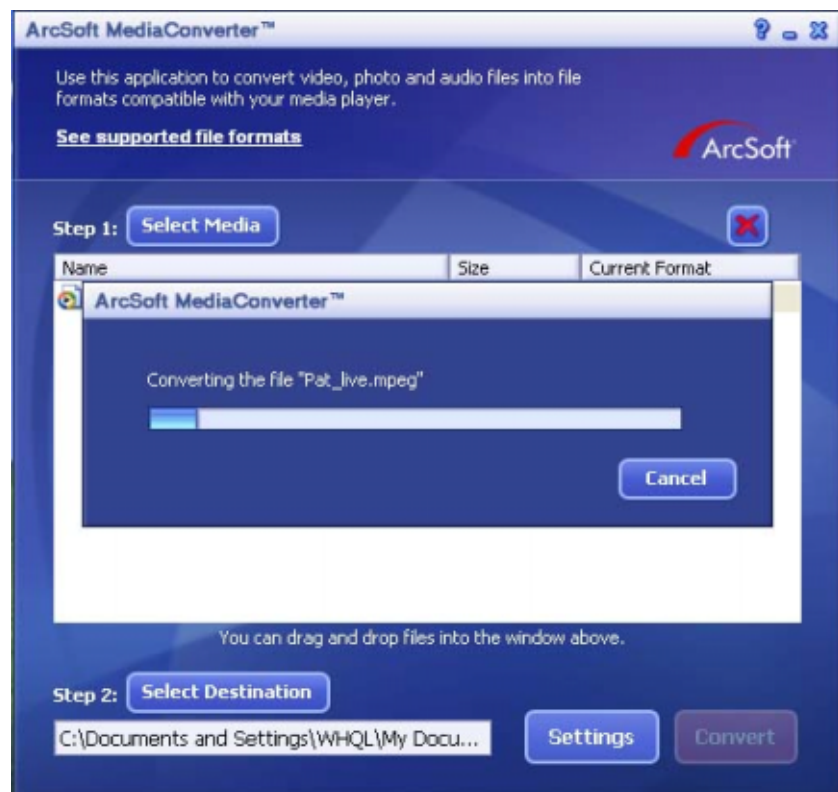 ArcSoft MediaConverter™
Use this application to convert video, photo and audio files into file
formats compatible with your media player.
See supported file formats
ArcSoft
Step 1: Select Media
Name Size Current Format
ArcSoft MediaConverter™
Converting the file "Pat_live.mpeg"
Cancel
You can drag and drop files into the window above.
Step 2: Select Destination
C:\Documents and Settings\WHQL\My Docu...
Settings Convert